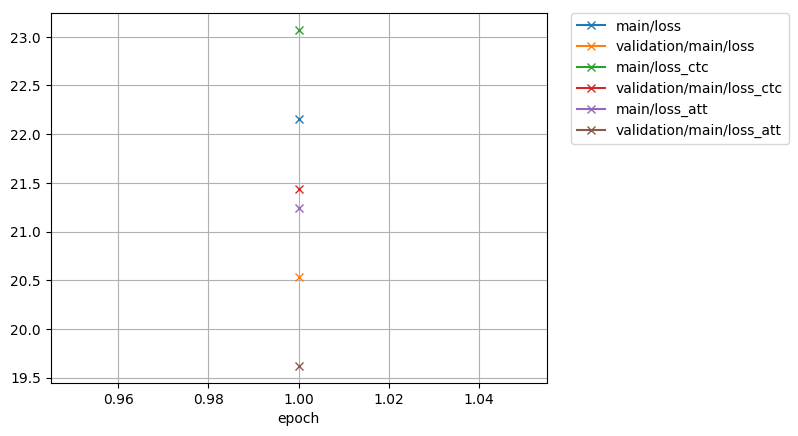 23.0
22.5
22.0
21.5
21.0
20.5
20.0
19.5
0.96 0.98 1.00 1.02 1.04
epoch
main/loss
validation/main/loss
main/loss_ctc
validation/main/loss_ctc
main/loss_att
validation/main/loss_att